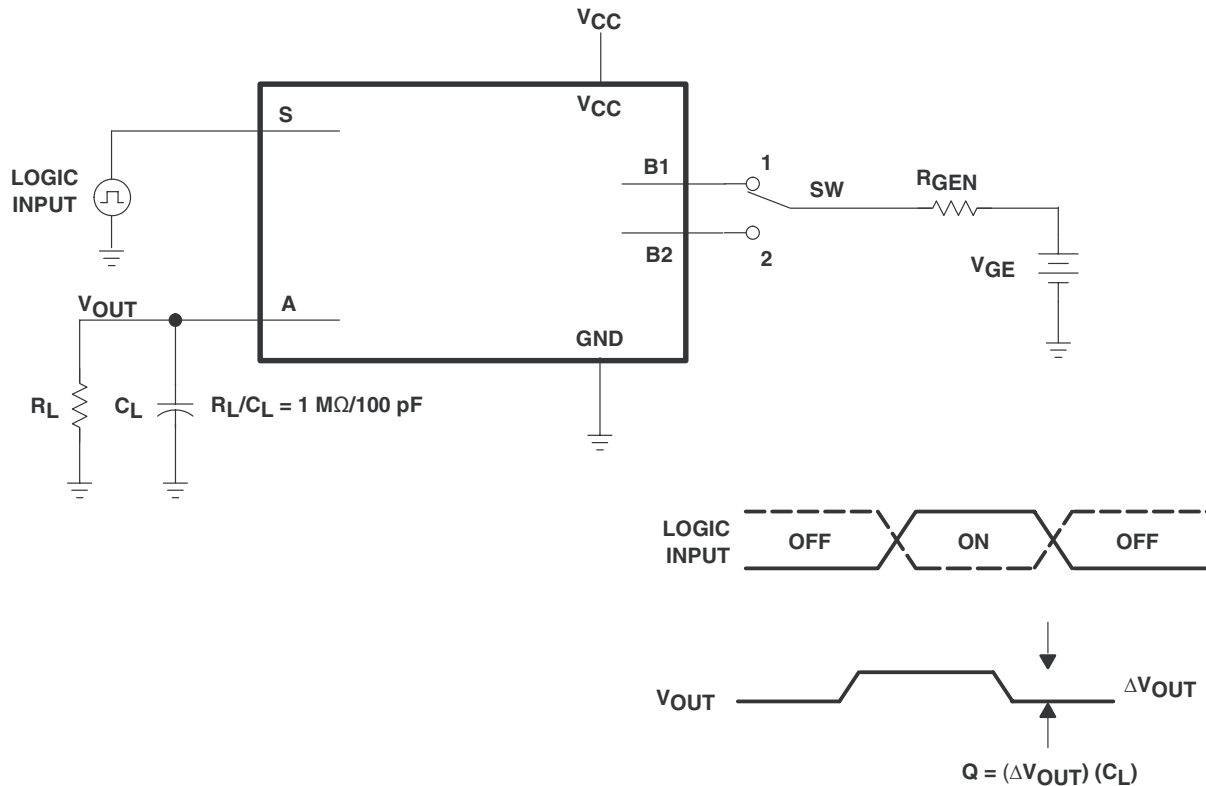 VCC
VCC
S
LOGIC
INPUT
B1
1
SW
RGEN
B2
2
VGE
VOUT
A
GND
RL
CL
RL/CL = 1 MΩ/100 pF
LOGIC
INPUT
OFF
ON
OFF
VOUT
ΔVOUT
Q = (ΔVOUT) (CL)